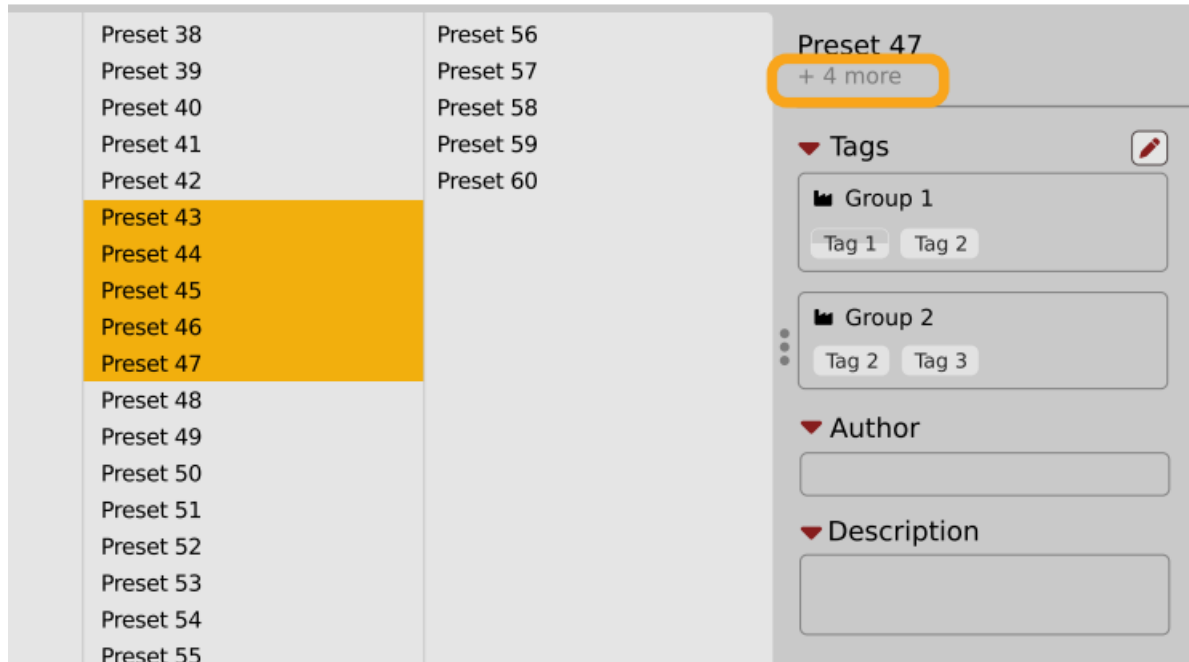 Preset 38
Preset 39
Preset 40
Preset 41
Preset 42
Preset 43
Preset 44
Preset 45
Preset 46
Preset 47
Preset 48
Preset 49
Preset 50
Preset 51
Preset 52
Preset 53
Preset 54
Preset 55
Preset 56
Preset 57
Preset 58
Preset 59
Preset 60
Preset 47
+ 4 more
Tags
Group 1
Tag 1 Tag 2
Group 2
Tag 2 Tag 3
Author
Description